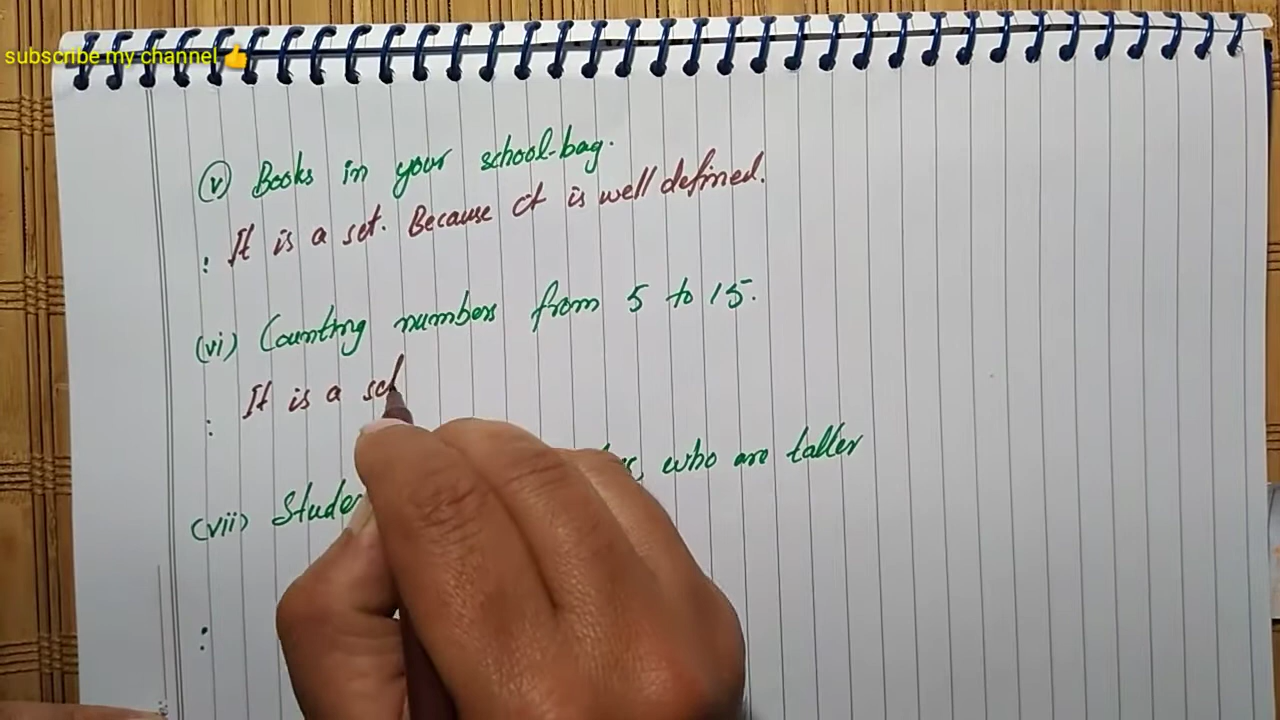 subscribe my channel 👍
(v) Books in your school-bag.
: It is a set. Because it is well defined.
(vi) Counting numbers from 5 to 15.
: It is a set
(vii) who are taller
: